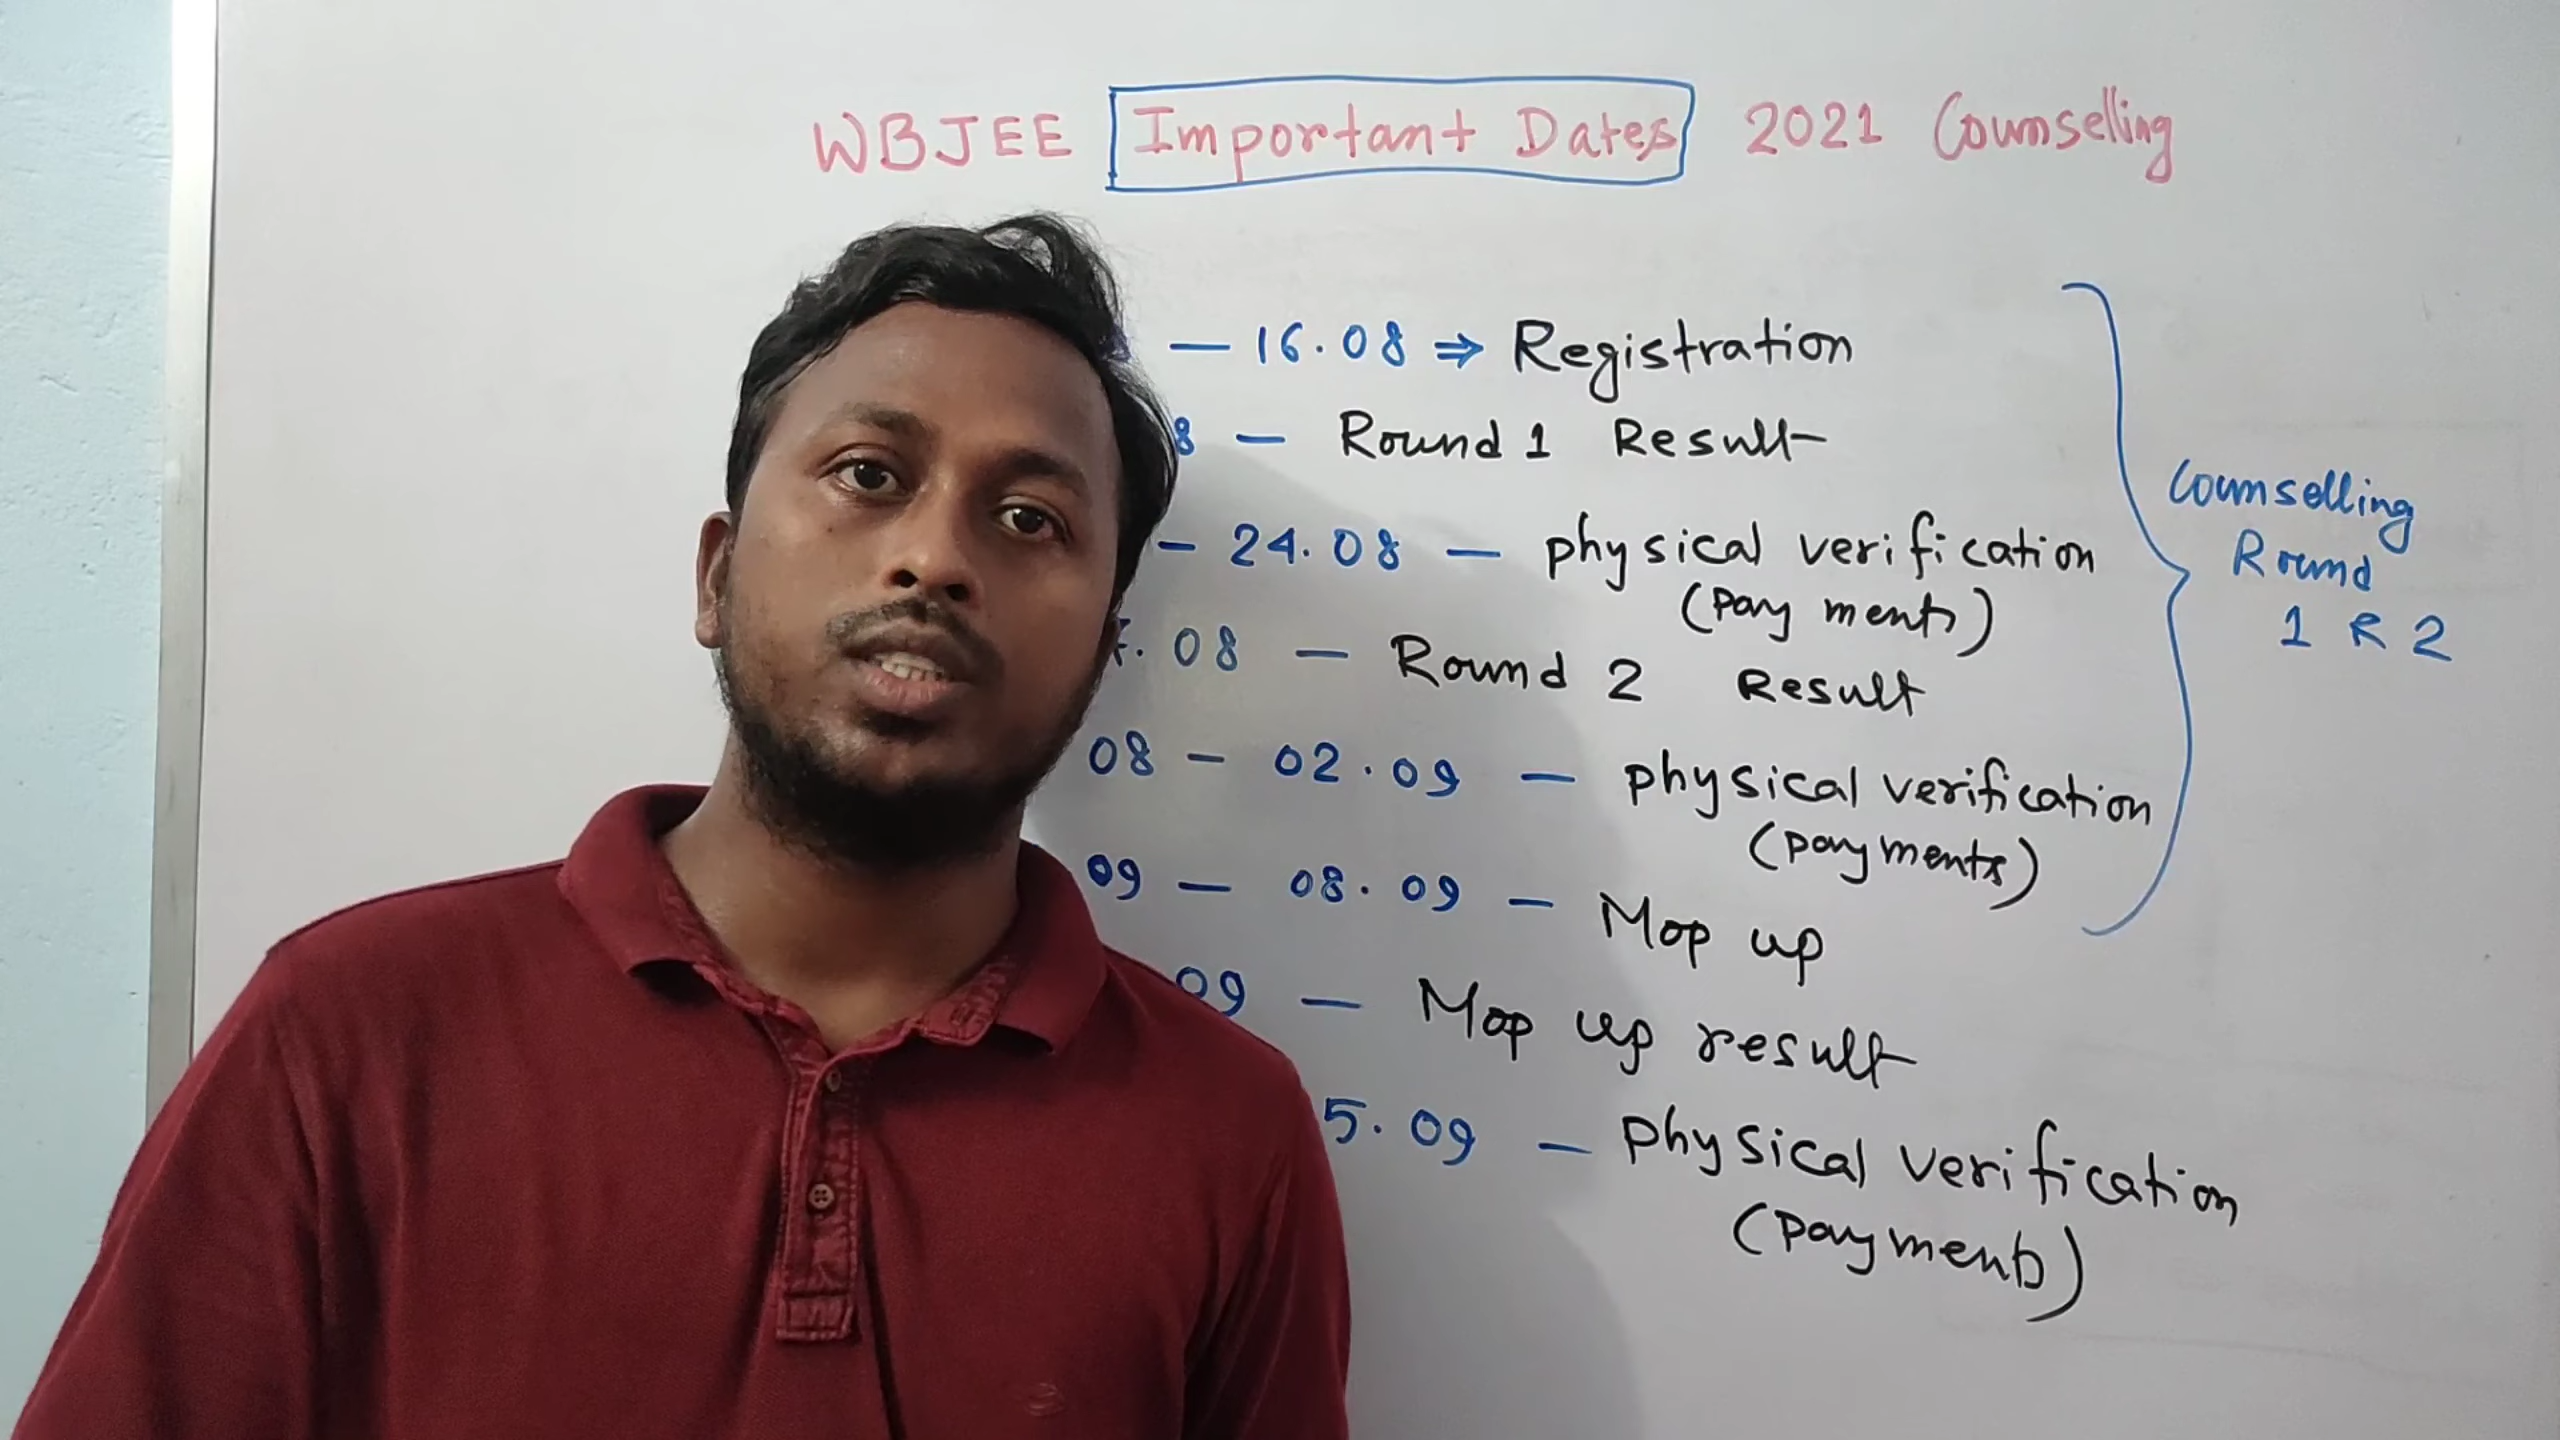 WBJEE Important Dates 2021 Counselling
— 16.08 ⇒ Registration
8 — Round 1 Result
– 24.08 — physical verification
(payments)
7.08 — Round 2 Result
08 – 02.09 — physical verification
(payments)
09 — 08.09 — Mop up
09 — Mop up result
5.09 — physical verification
(payments)
Counselling
Round
1 & 2